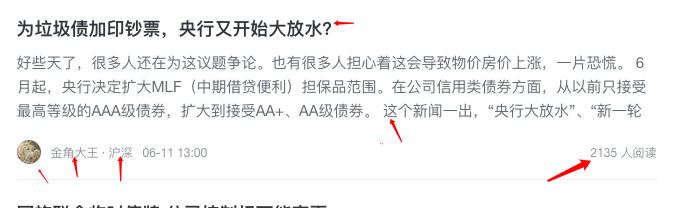 为垃圾债加印钞票，央行又开始大放水?
好些天了，很多人还在为这议题争论。也有很多人担心着这会导致物价房价上涨，一片恐慌。 6
月起，央行决定扩大MLF（中期借贷便利）担保品范围。在公司信用类债券方面，从以前只接受
最高等级的AAA级债券，扩大到接受AA+、AA级债券。 这个新闻一出，“央行大放水”、“新一轮
金角大王 · 沪深 06-11 13:00 2135 人阅读